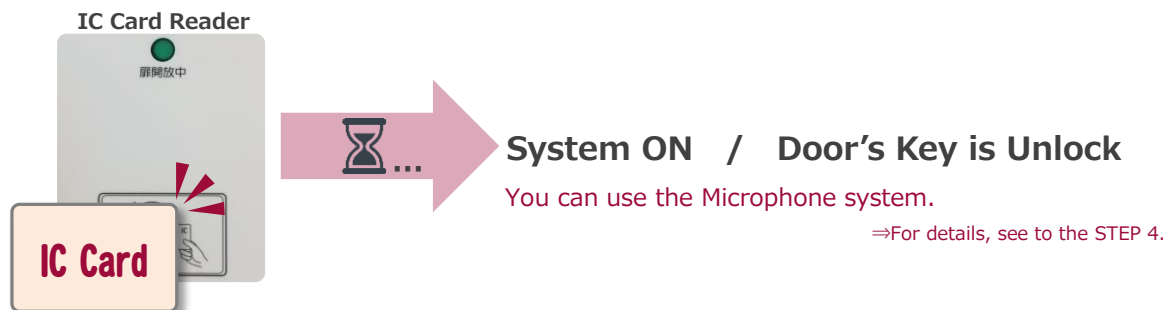 IC Card Reader
扉開放中
IC
IC Card
...
System ON / Door's Key is Unlock
You can use the Microphone system.
⇒For details, see to the STEP 4.